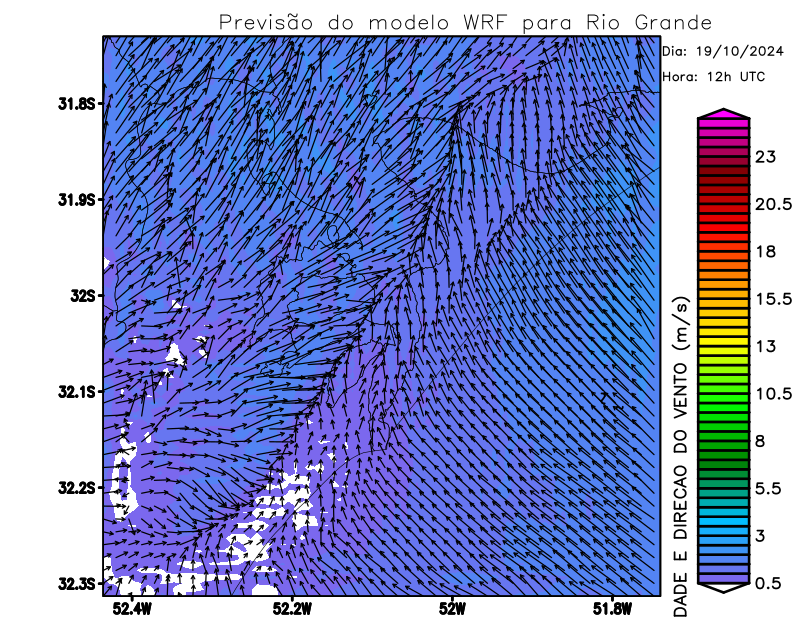 Previsão do modelo WRF para Rio Grande
Dia: 19/10/2024
Hora: 12h UTC
31.8S
31.9S
32S
32.1S
32.2S
32.3S
52.4W
52.2W
52W
51.8W
23
20.5
18
15.5
13
10.5
8
5.5
3
0.5
DADE E DIRECAO DO VENTO (m/s)